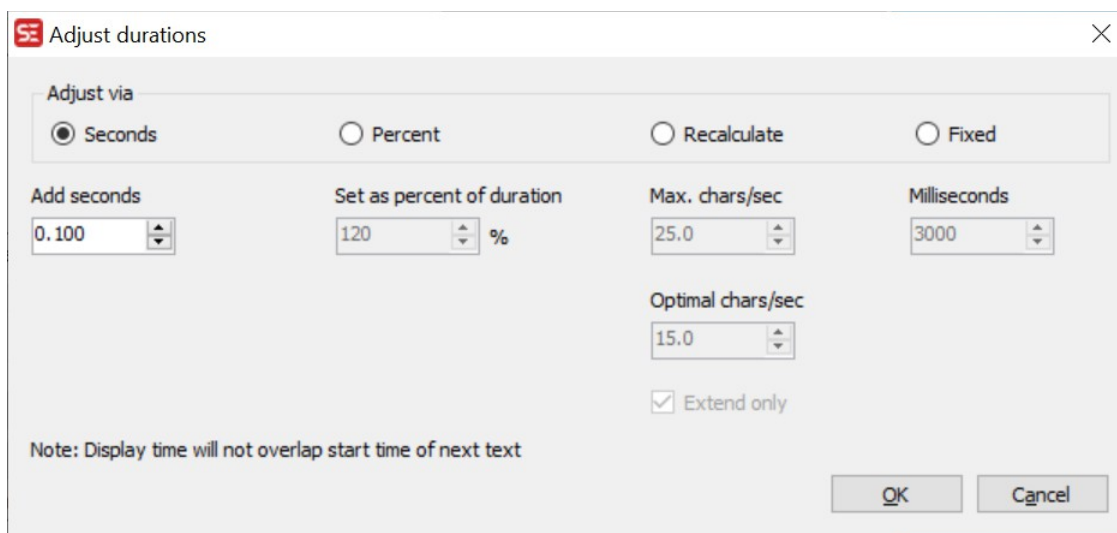 SE Adjust durations
Adjust via
Seconds Percent Recalculate Fixed
Add seconds Set as percent of duration Max. chars/sec Milliseconds
0.100 120 % 25.0 3000
Optimal chars/sec
15.0
Extend only
Note: Display time will not overlap start time of next text
OK Cancel